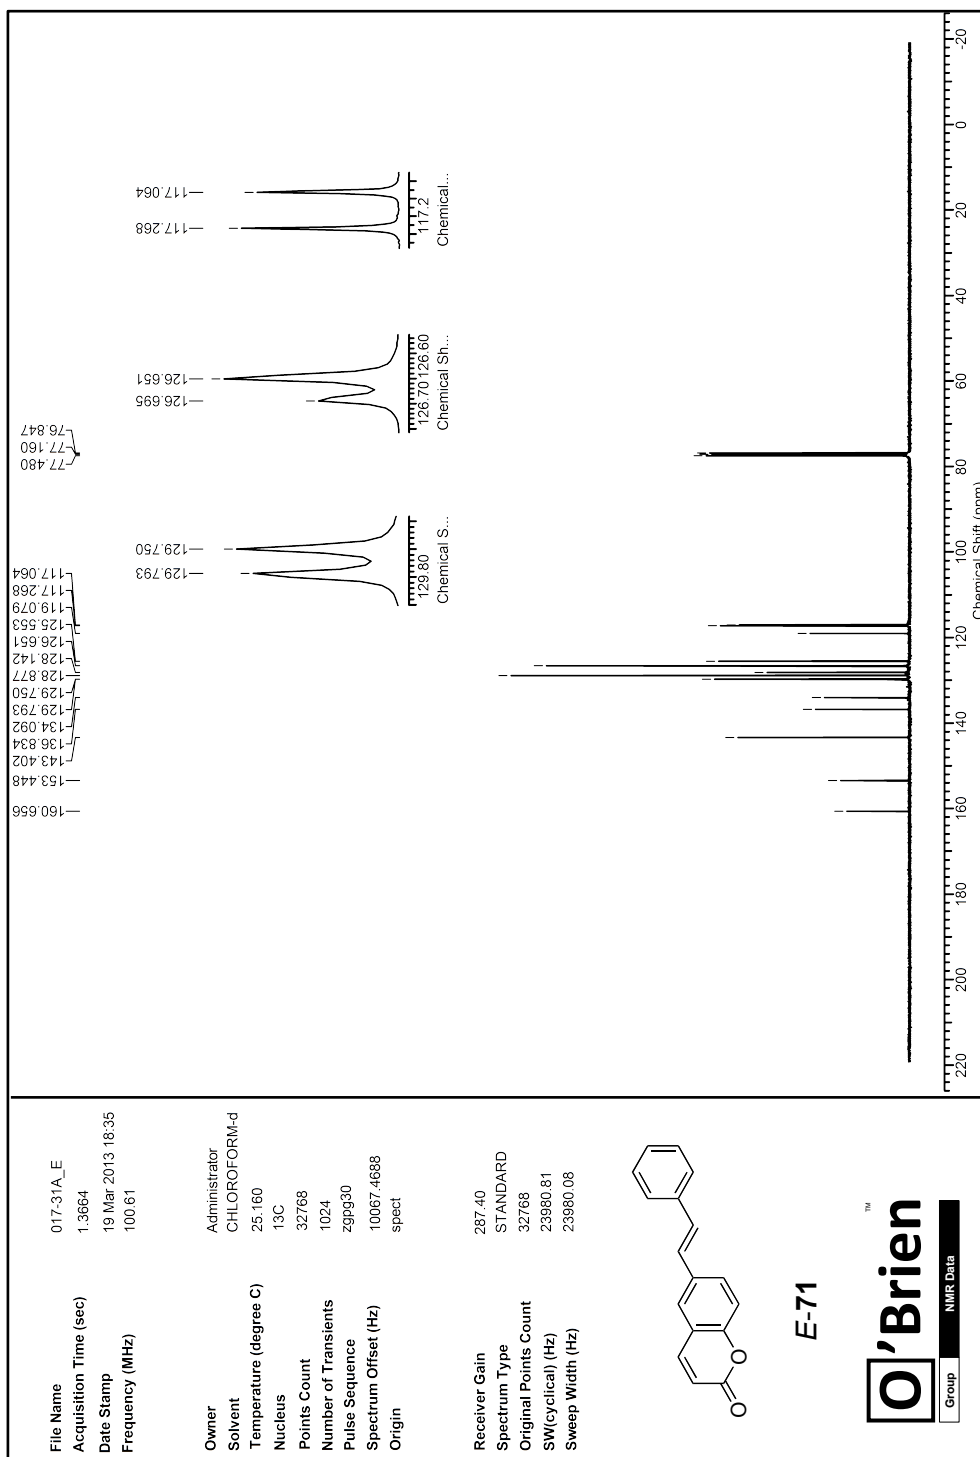 File Name 017-31A_E
Acquisition Time (sec) 1.3664
Date Stamp 19 Mar 2013 18:35
Frequency (MHz) 100.61
Owner Administrator
Solvent CHLOROFORM-d
Temperature (degree C) 25.160
Nucleus 13C
Points Count 32768
Number of Transients 1024
Pulse Sequence zgpg30
Spectrum Offset (Hz) 10067.4688
Origin spect
Receiver Gain 287.40
Spectrum Type STANDARD
Original Points Count 32768
SW(cyclical) (Hz) 23980.81
Sweep Width (Hz) 23980.08
O
O
E-71
O'Brien
TM
Group NMR Data
160.656
153.448
143.402
136.834
134.092
129.793
129.750
128.877
128.142
126.651
125.553
119.079
117.268
117.064
77.480
77.160
76.847
129.793
129.750
129.80
Chemical S...
126.695
126.651
126.70 126.60
Chemical Sh...
117.268
117.064
117.2
Chemical...
220 200 180 160 140 120 100 80 60 40 20 0 -20
Chemical Shift (ppm)